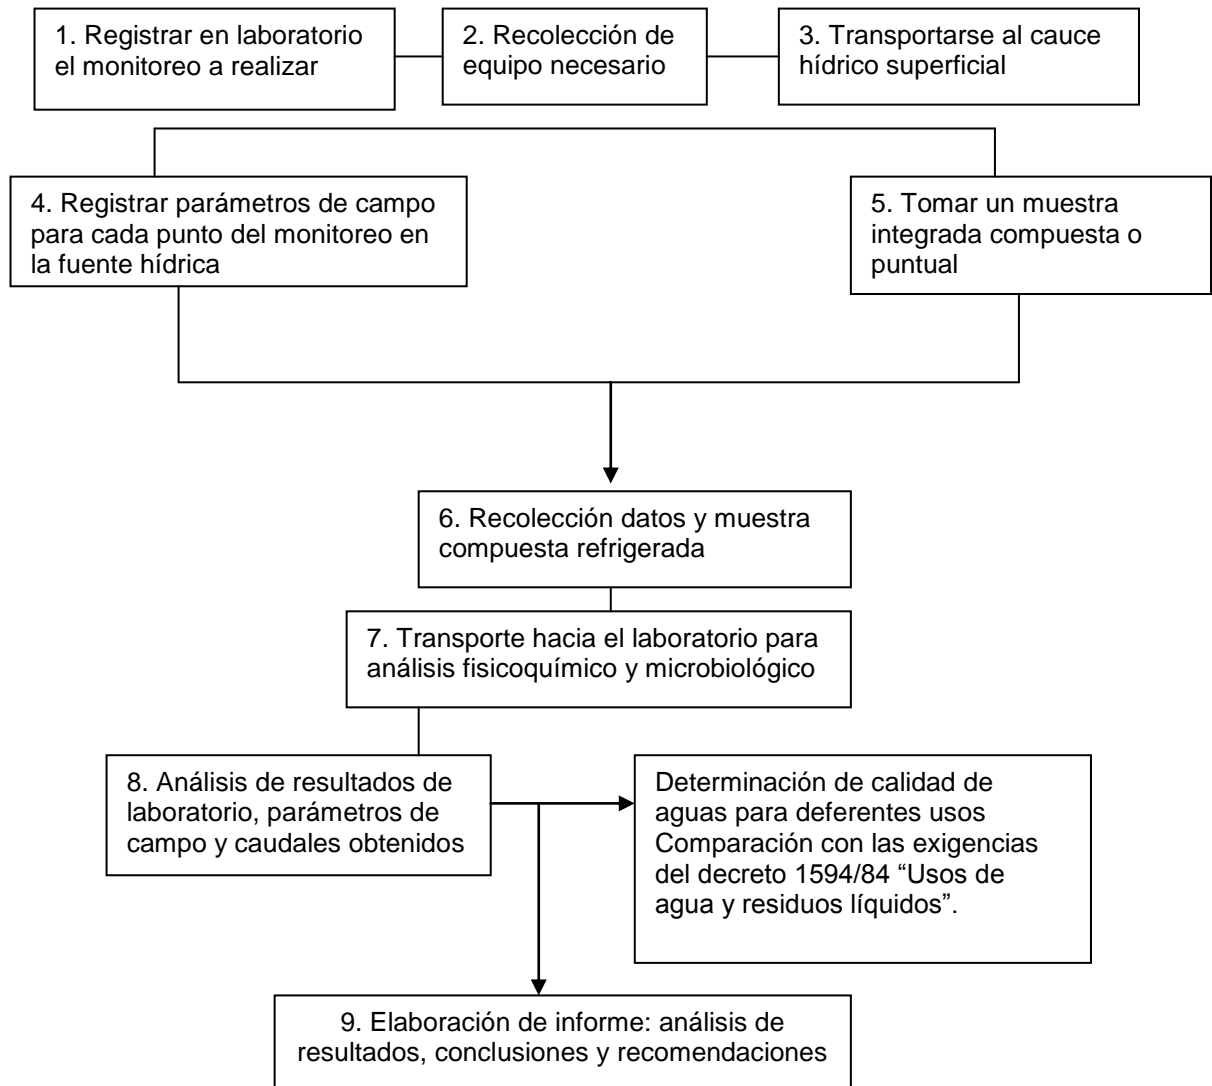 1. Registrar en laboratorio
el monitoreo a realizar
2. Recolección de
equipo necesario
3. Transportarse al cauce
hídrico superficial
4. Registrar parámetros de campo
para cada punto del monitoreo en
la fuente hídrica
5. Tomar un muestra
integrada compuesta o
puntual
6. Recolección datos y muestra
compuesta refrigerada
7. Transporte hacia el laboratorio para
análisis fisicoquímico y microbiológico
8. Análisis de resultados de
laboratorio, parámetros de
campo y caudales obtenidos
Determinación de calidad de
aguas para deferentes usos
Comparación con las exigencias
del decreto 1594/84 “Usos de
agua y residuos líquidos”.
9. Elaboración de informe: análisis de
resultados, conclusiones y recomendaciones